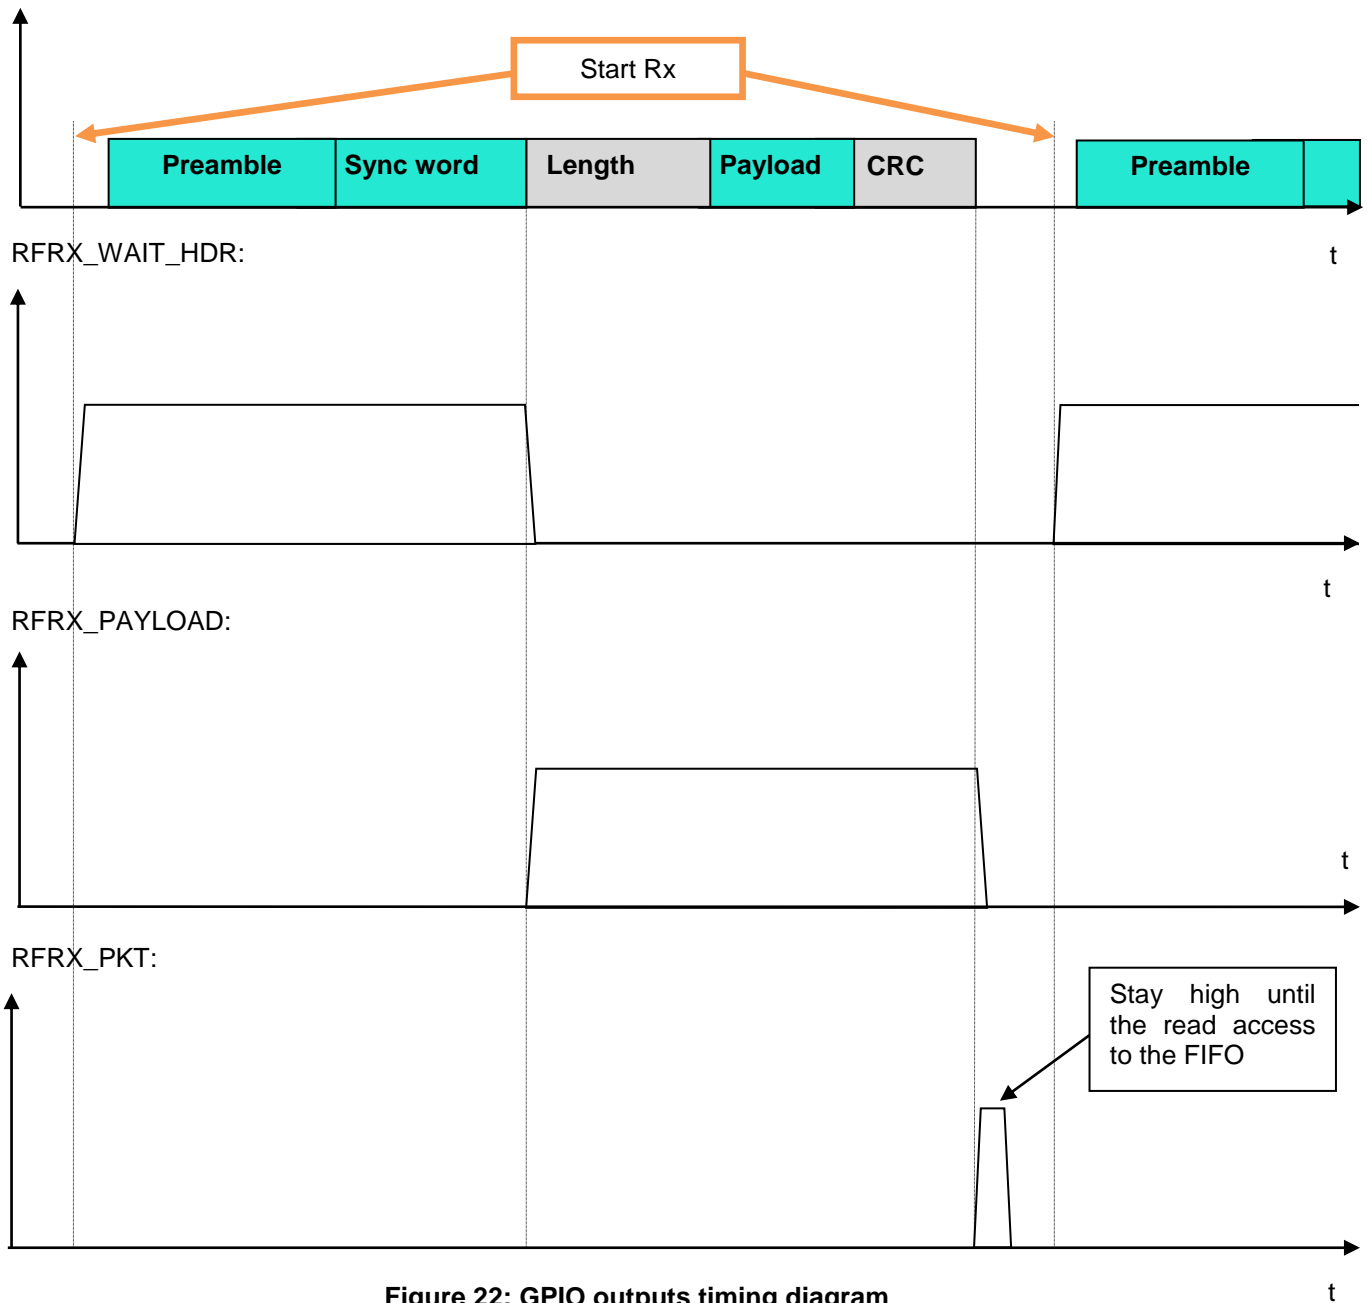 Start Rx
Preamble Sync word Length Payload CRC Preamble
RFRX_WAIT_HDR:
t
t
RFRX_PAYLOAD:
t
RFRX_PKT:
Stay high until
the read access
to the FIFO
t
Figure 22: GPIO outputs timing diagram